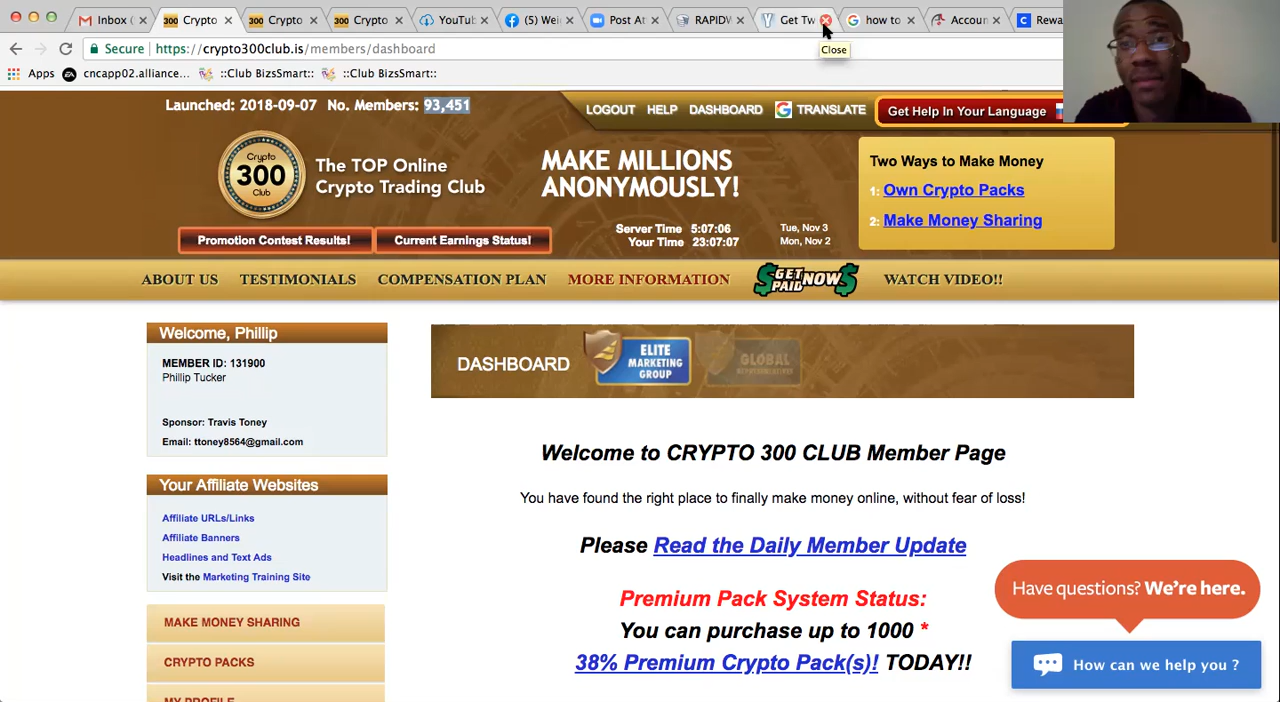 Inbox (
Crypto
Crypto
Crypto
YouTub
(5) Wei
Post At
RAPIDV
Get Tw
how to
Accoun
Rewa
Close
Secure
https://crypto300club.is/members/dashboard
Apps
cncapp02.alliance...
::Club BizsSmart::
::Club BizsSmart::
Launched: 2018-09-07 No. Members: 93,451
LOGOUT HELP DASHBOARD TRANSLATE
Get Help In Your Language
Crypto
300
Club
The TOP Online
Crypto Trading Club
MAKE MILLIONS
ANONYMOUSLY!
Two Ways to Make Money
1: Own Crypto Packs
2: Make Money Sharing
Promotion Contest Results!
Current Earnings Status!
Server Time 5:07:06 Tue, Nov 3
Your Time 23:07:07 Mon, Nov 2
ABOUT US TESTIMONIALS COMPENSATION PLAN MORE INFORMATION GET PAID NOW WATCH VIDEO!!
Welcome, Phillip
MEMBER ID: 131900
Phillip Tucker
Sponsor: Travis Toney
Email: ttoney8564@gmail.com
Your Affiliate Websites
Affiliate URLs/Links
Affiliate Banners
Headlines and Text Ads
Visit the Marketing Training Site
MAKE MONEY SHARING
CRYPTO PACKS
MY PROFILE
DASHBOARD
ELITE
MARKETING
GROUP
GLOBAL
Welcome to CRYPTO 300 CLUB Member Page
You have found the right place to finally make money online, without fear of loss!
Please Read the Daily Member Update
Premium Pack System Status:
You can purchase up to 1000 *
38% Premium Crypto Pack(s)! TODAY!!
Have questions? We're here.
How can we help you ?